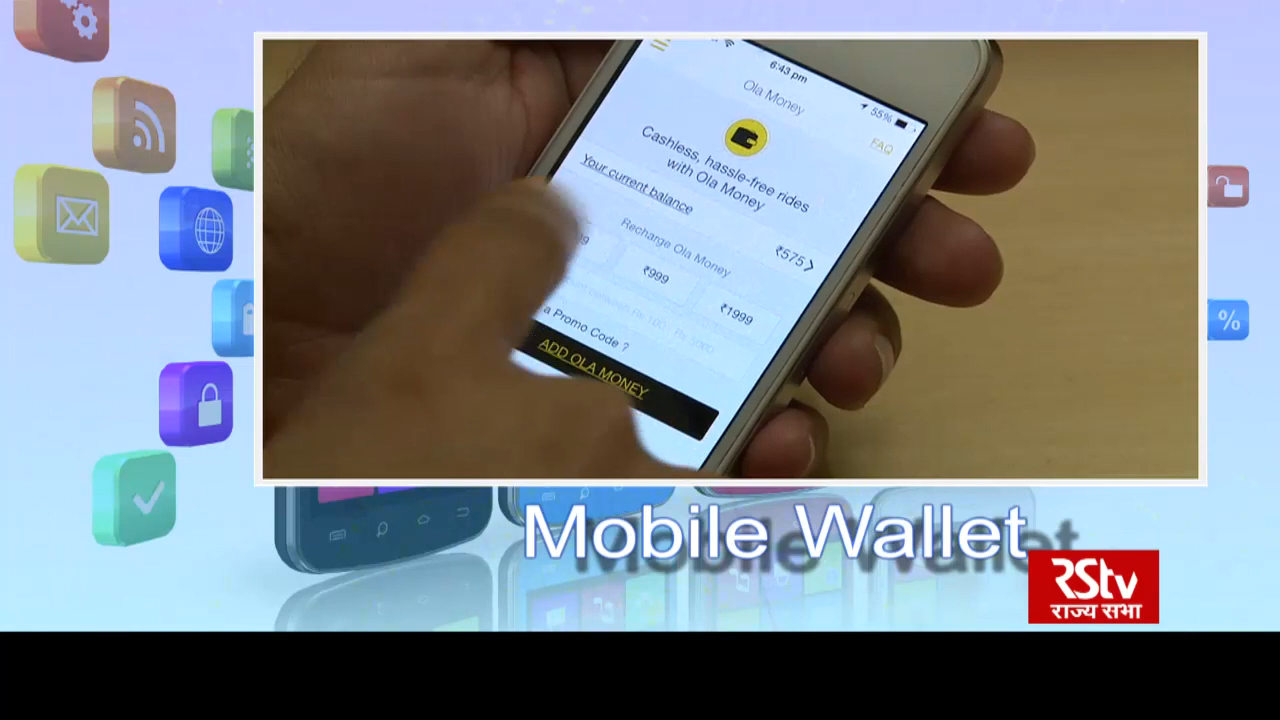 6:43 pm
55%
Ola Money
FAQ
Cashless, hassle-free rides
with Ola Money
Your current balance
₹575
Recharge Ola Money
₹999
₹1999
a Promo Code ?
ADD OLA MONEY
%
Mobile Wallet
RSTV
राज्य सभा